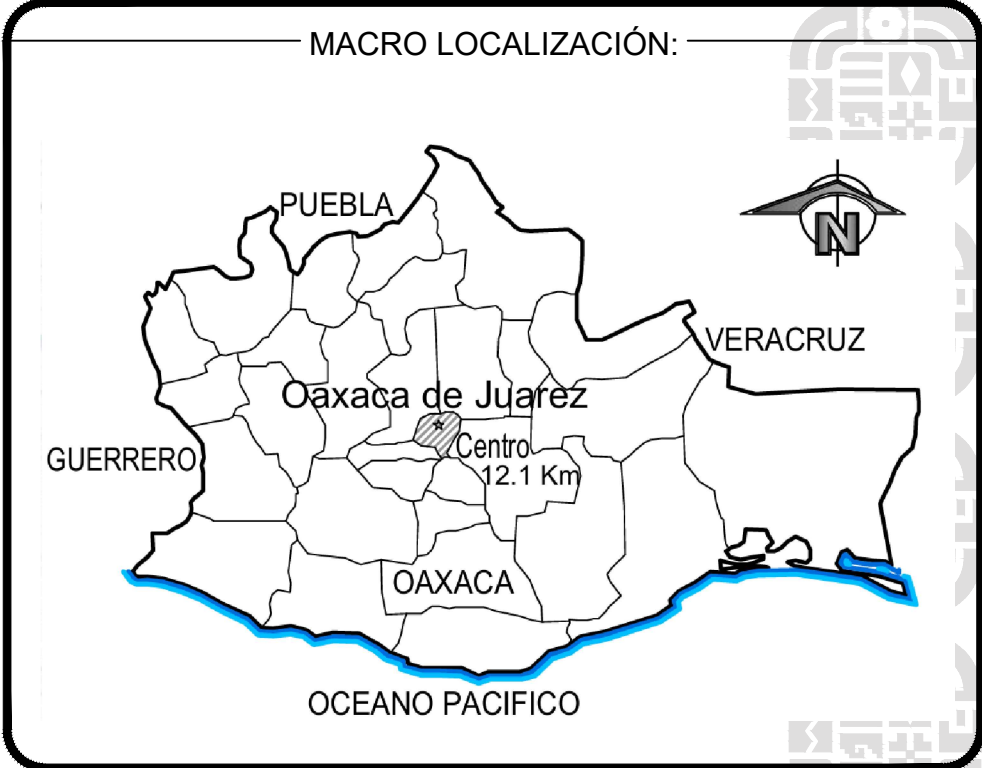 MACRO LOCALIZACIÓN:
PUEBLA
N
VERACRUZ
Oaxaca de Juarez
Centro
GUERRERO
12.1 Km
OAXACA
OCEANO PACIFICO